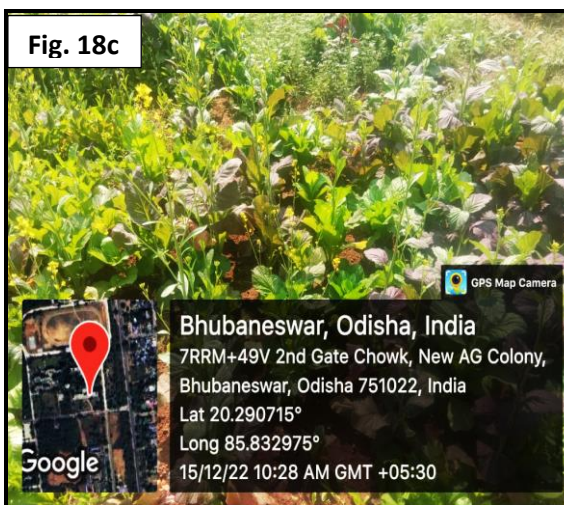 Fig. 18c
GPS Map Camera
Bhubaneswar, Odisha, India
7RRM+49V 2nd Gate Chowk, New AG Colony,
Bhubaneswar, Odisha 751022, India
Lat 20.290715°
Long 85.832975°
15/12/22 10:28 AM GMT +05:30
Google